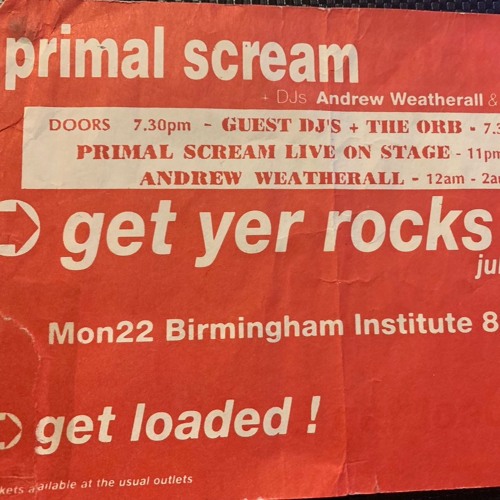 primal scream
+ DJs Andrew Weatherall &
DOORS 7.30pm - GUEST DJ'S + THE ORB - 7.3
PRIMAL SCREAM LIVE ON STAGE - 11pm
ANDREW WEATHERALL - 12am - 2a
get yer rocks
ju
Mon22 Birmingham Institute 8
get loaded !
kets available at the usual outlets